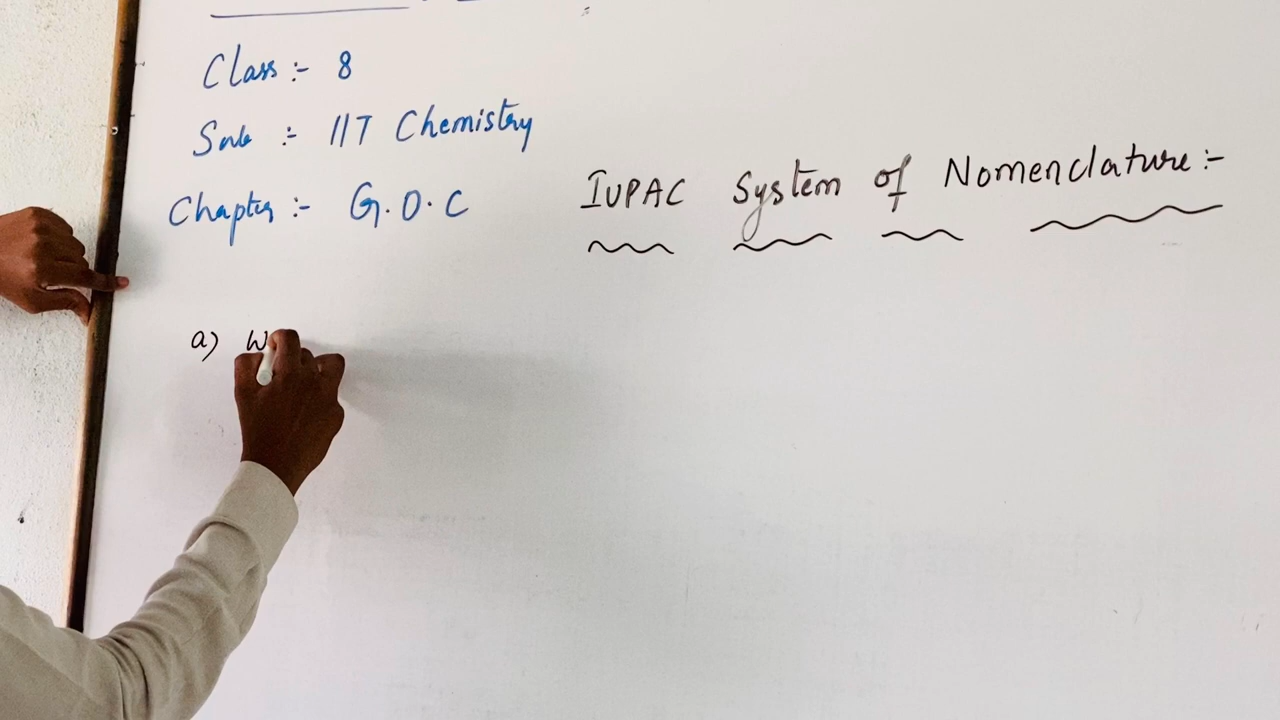 Class :- 8
Sub :- IIT Chemistry
Chapter :- G.O.C
IUPAC System of Nomenclature :-
a) W